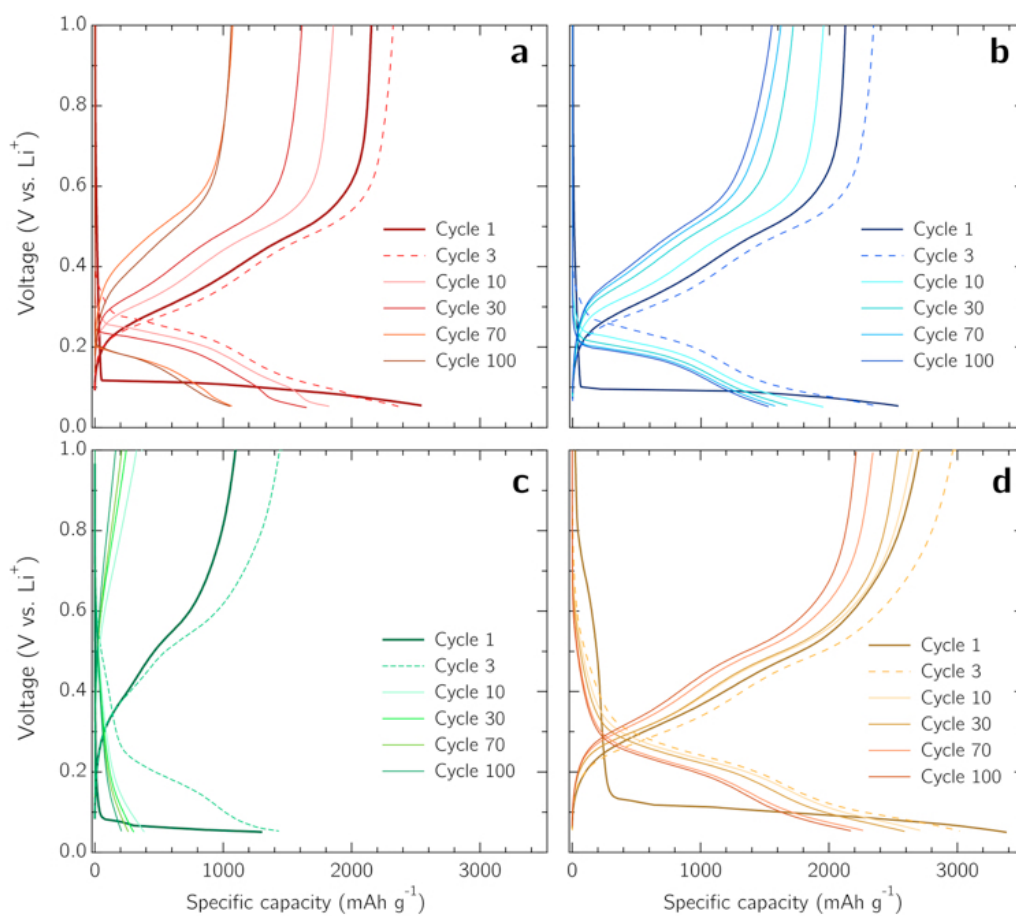 1.0
0.8
0.6
0.4
0.2
0.0
Voltage (V vs. Li⁺)
a
Cycle 1
Cycle 3
Cycle 10
Cycle 30
Cycle 70
Cycle 100
b
Cycle 1
Cycle 3
Cycle 10
Cycle 30
Cycle 70
Cycle 100
1.0
0.8
0.6
0.4
0.2
0.0
Voltage (V vs. Li⁺)
c
Cycle 1
Cycle 3
Cycle 10
Cycle 30
Cycle 70
Cycle 100
0 1000 2000 3000
Specific capacity (mAh g⁻¹)
d
Cycle 1
Cycle 3
Cycle 10
Cycle 30
Cycle 70
Cycle 100
0 1000 2000 3000
Specific capacity (mAh g⁻¹)